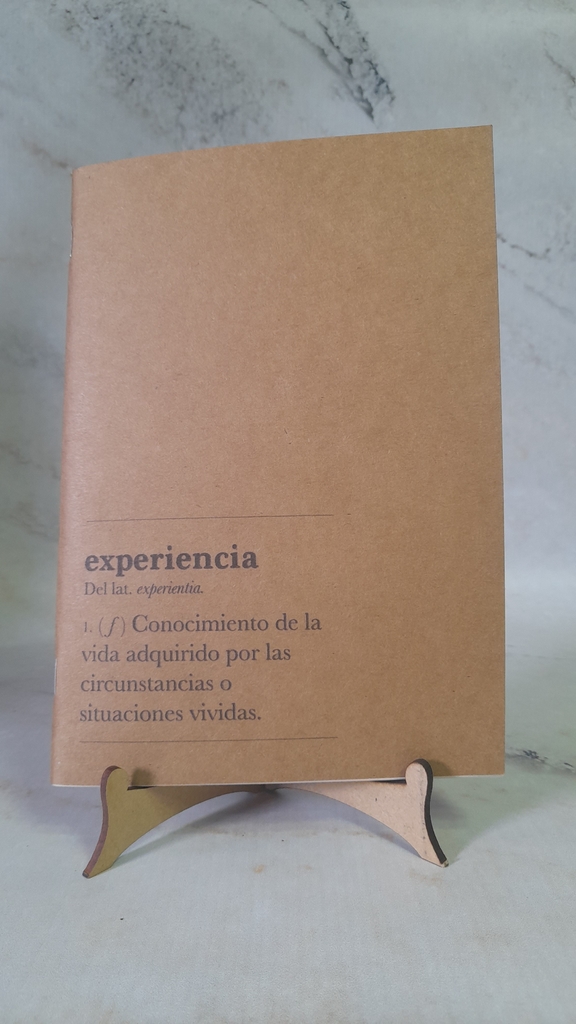 experiencia
Del lat. experientia.
1. (f) Conocimiento de la
vida adquirido por las
circunstancias o
situaciones vividas.